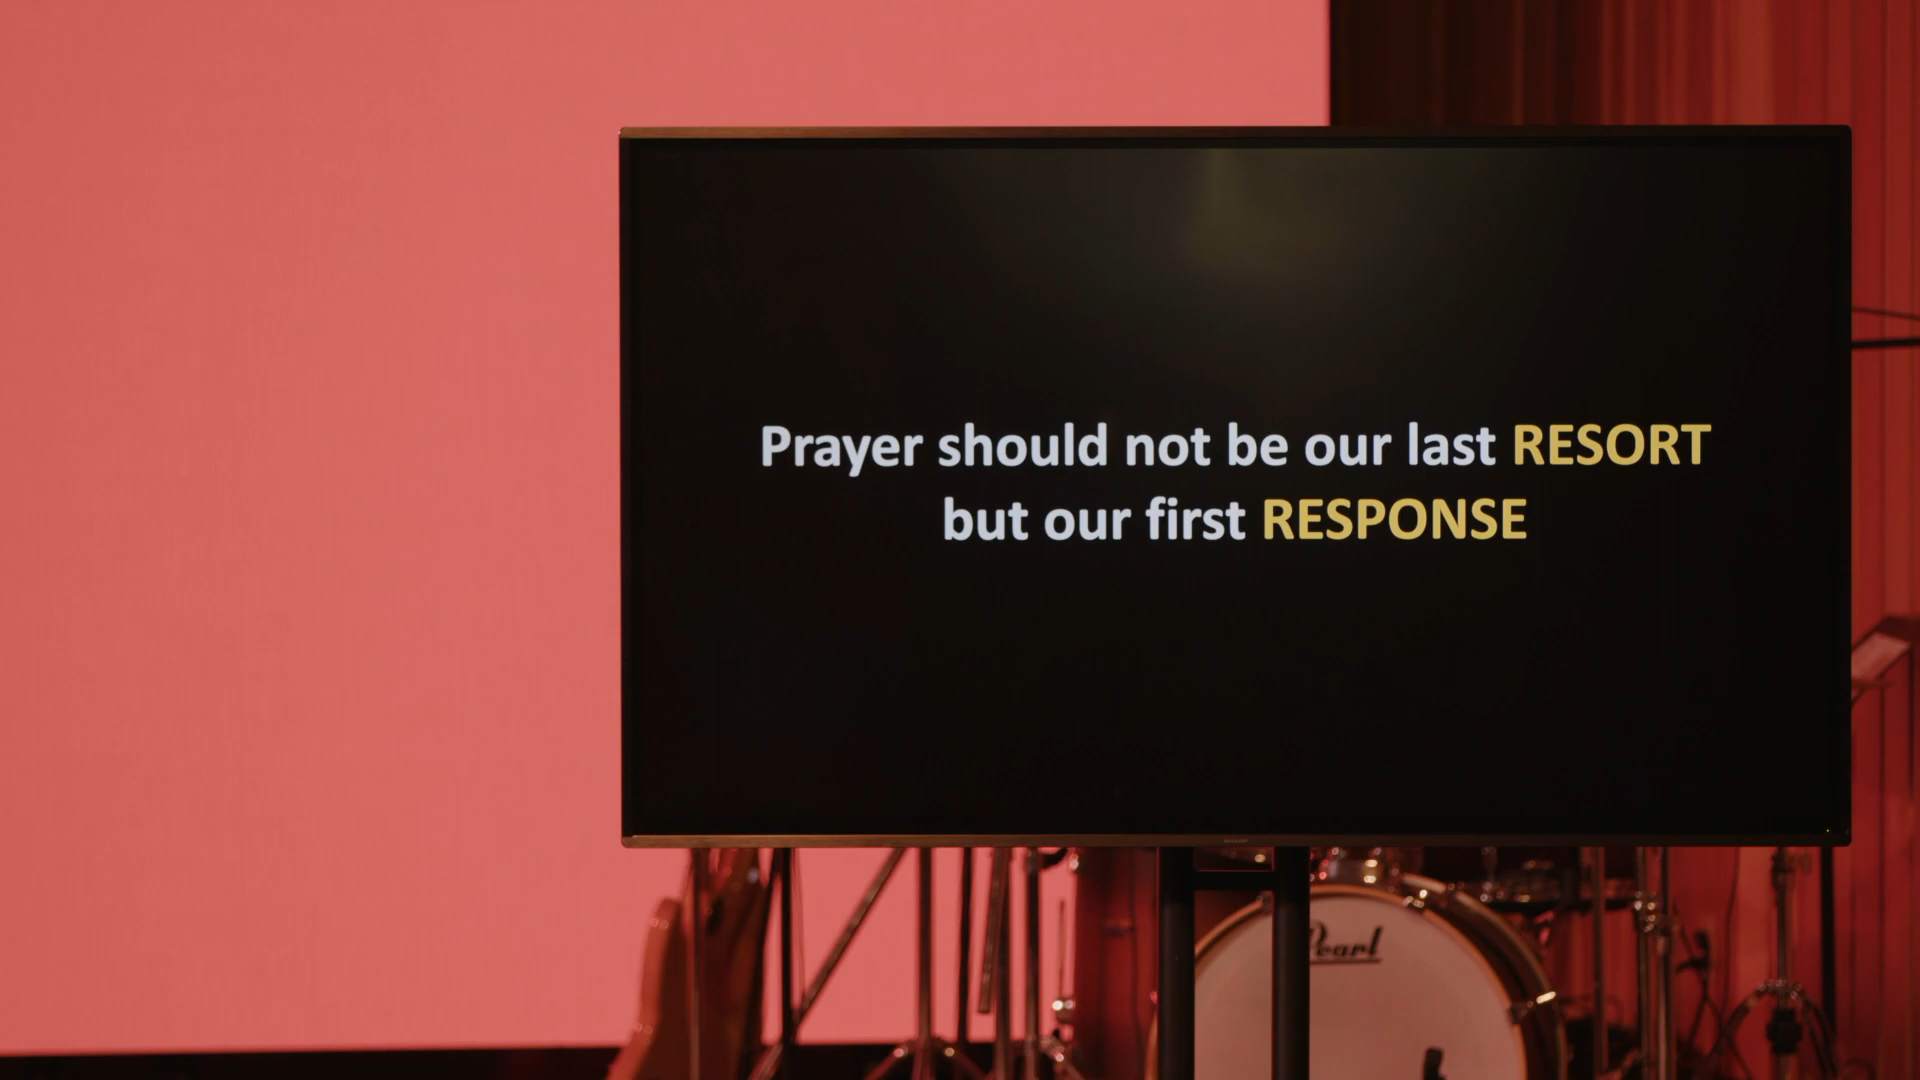 Prayer should not be our last RESORT
but our first RESPONSE
Pearl